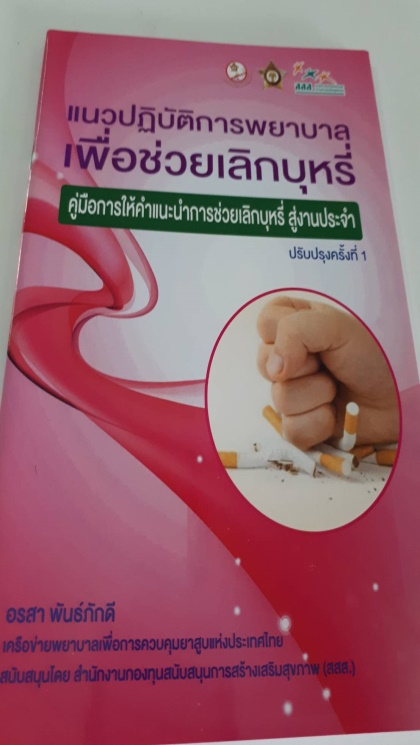 สสส
แนวปฏิบัติการพยาบาล
เพื่อช่วยเลิกบุหรี่
คู่มือการให้คำแนะนำการช่วยเลิกบุหรี่ สู่งานประจำ
ปรับปรุงครั้งที่ 1
อรสา พันธ์ภักดี
เครือข่ายพยาบาลเพื่อการควบคุมยาสูบแห่งประเทศไทย
สนับสนุนโดย สำนักงานกองทุนสนับสนุนการสร้างเสริมสุขภาพ (สสส.)